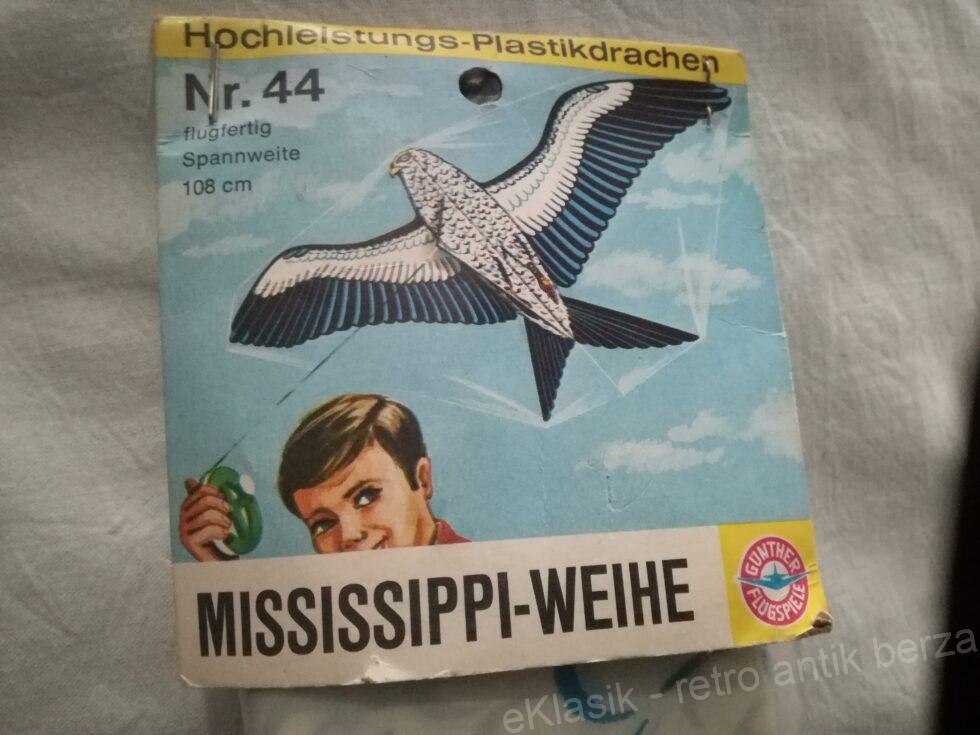 Hochleistungs-Plastikdrachen
Nr. 44
flugfertig
Spannweite
108 cm
MISSISSIPPI-WEIHE
GÜNTHER
FLUGSPIELE
eKlasik - retro antik berza